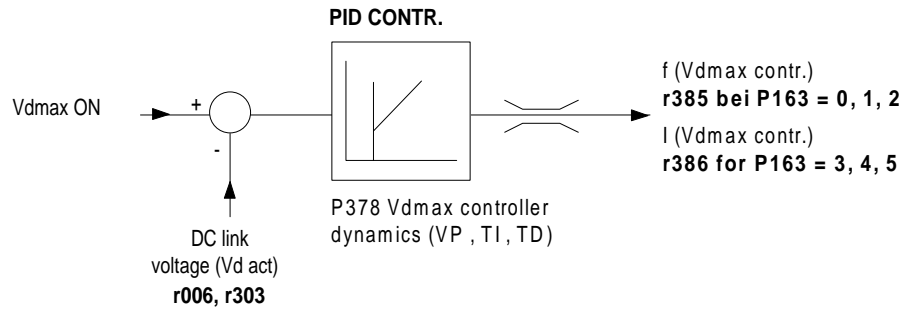 PID CONTR.
Vdmax ON
+
-
f (Vdmax contr.)
r385 bei P163 = 0, 1, 2
I (Vdmax contr.)
r386 for P163 = 3, 4, 5
P378 Vdmax controller
dynamics (VP , TI , TD)
DC link
voltage (Vd act)
r006, r303